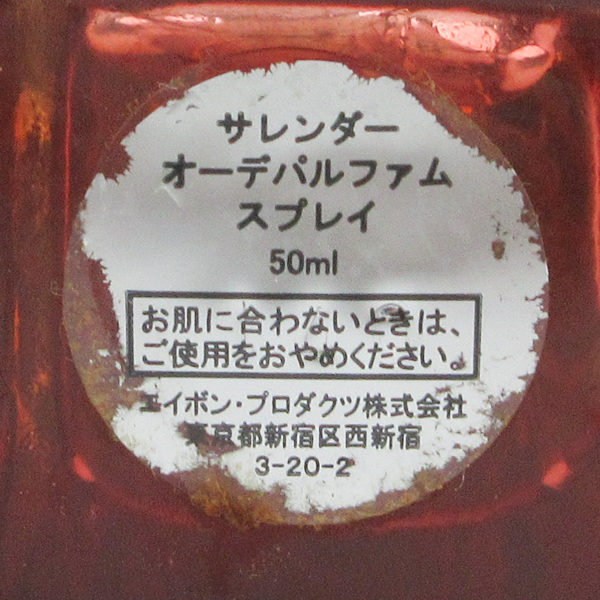 サレンダー
オーデパルファム
スプレイ
50ml
お肌に合わないときは、
ご使用をおやめください。
エイボン・プロダクツ株式会社
東京都新宿区西新宿
3-20-2